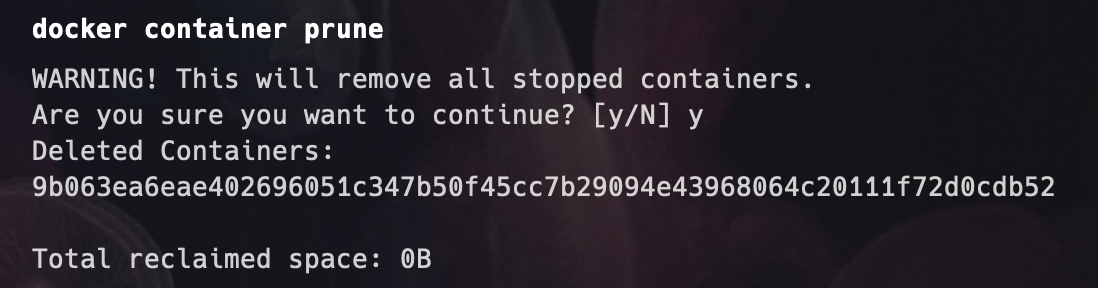 docker container prune
WARNING! This will remove all stopped containers.
Are you sure you want to continue? [y/N] y
Deleted Containers:
9b063ea6eae402696051c347b50f45cc7b29094e43968064c20111f72d0cdb52
Total reclaimed space: 0B